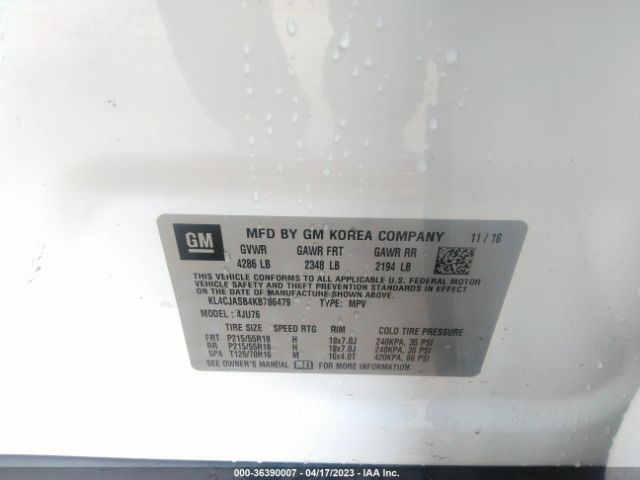 GM
MFD BY GM KOREA COMPANY 11/18
GVWR GAWR FRT GAWR RR
4286 LB 2348 LB 2194 LB
THIS VEHICLE CONFORMS TO ALL APPLICABLE U.S. FEDERAL MOTOR
VEHICLE SAFETY, BUMPER, AND THEFT PREVENTION STANDARDS
IN EFFECT ON THE DATE OF MANUFACTURE SHOWN ABOVE.
KL4CJASB4KB786479 TYPE: MPV
MODEL: 4JU76
TIRE SIZE SPEED RTG RIM COLD TIRE PRESSURE
FRT P215/55R18 H 18x7.0J 240KPA, 35 PSI
RR P215/55R18 H 18x7.0J 240KPA, 35 PSI
SPA T125/70R16 M 16x4.0T 420KPA, 60 PSI
SEE OWNER'S MANUAL FOR MORE INFORMATION
000-36390007 - 04/17/2023 - IAA Inc.